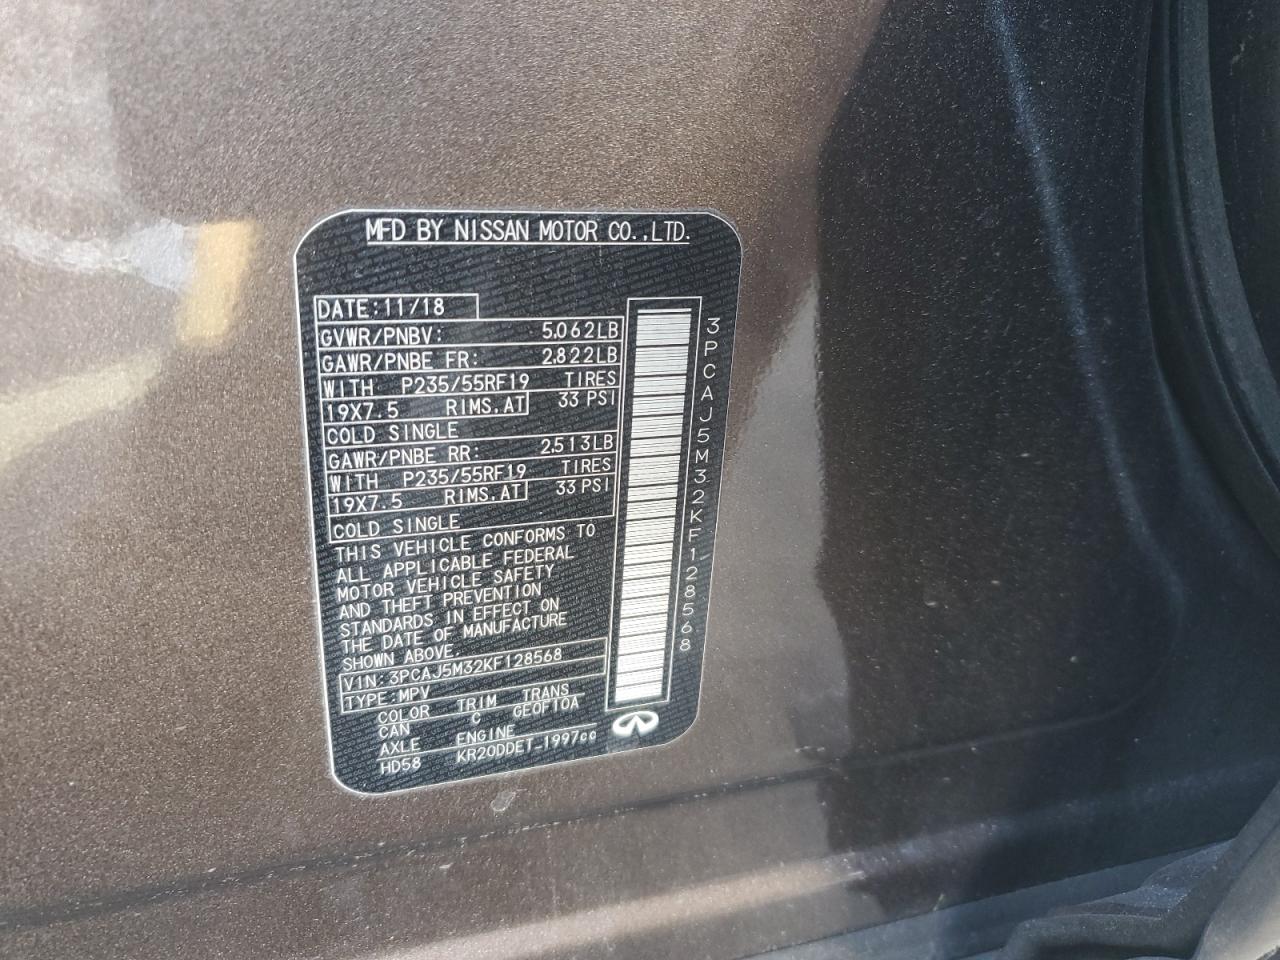 MFD BY NISSAN MOTOR CO.,LTD.
DATE:11/18
GVWR/PNBV: 5.062LB
GAWR/PNBE FR: 2.822LB
WITH P235/55RF19 TIRES
19X7.5 RIMS.AT 33 PSI
COLD SINGLE
GAWR/PNBE RR: 2.513LB
WITH P235/55RF19 TIRES
19X7.5 RIMS.AT 33 PSI
COLD SINGLE
THIS VEHICLE CONFORMS TO
ALL APPLICABLE FEDERAL
MOTOR VEHICLE SAFETY
AND THEFT PREVENTION
STANDARDS IN EFFECT ON
THE DATE OF MANUFACTURE
SHOWN ABOVE.
VIN:3PCAJ5M32KF128568
TYPE:MPV
COLOR TRIM TRANS
CAN C GE0F10A
AXLE ENGINE
HD58 KR20DDET-1997cc
3PCAJ5M32KF128568